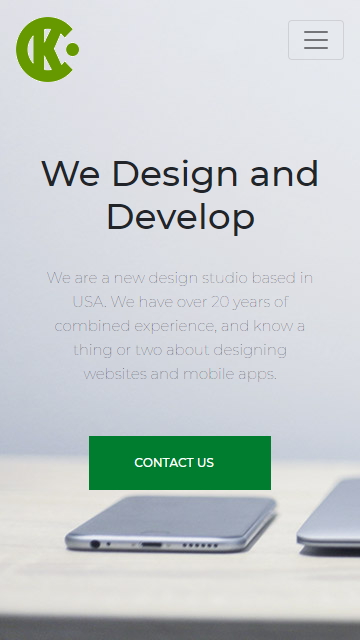 CK
We Design and
Develop
We are a new design studio based in
USA. We have over 20 years of
combined experience, and know a
thing or two about designing
websites and mobile apps.
CONTACT US